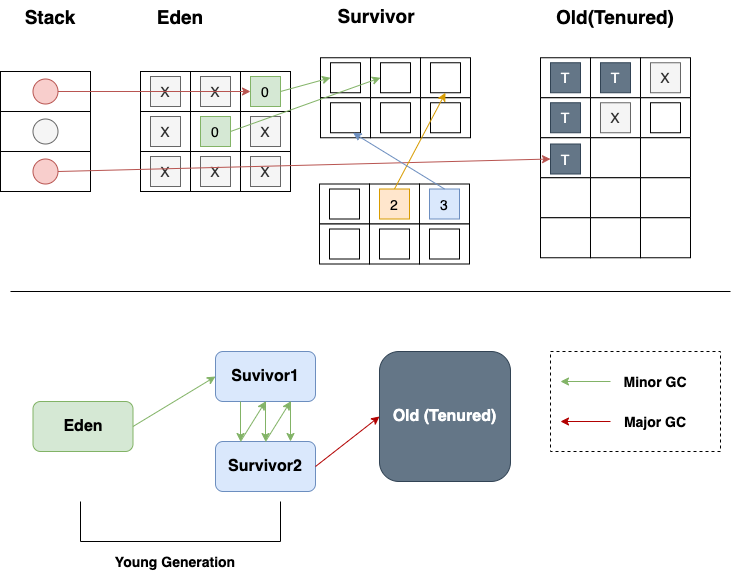 Stack Eden Survivor Old(Tenured)
X X 0 T T X
X 0 X T X
X X X T
2 3
Suvivor1
Eden
Survivor2
Old (Tenured)
Minor GC
Major GC
Young Generation